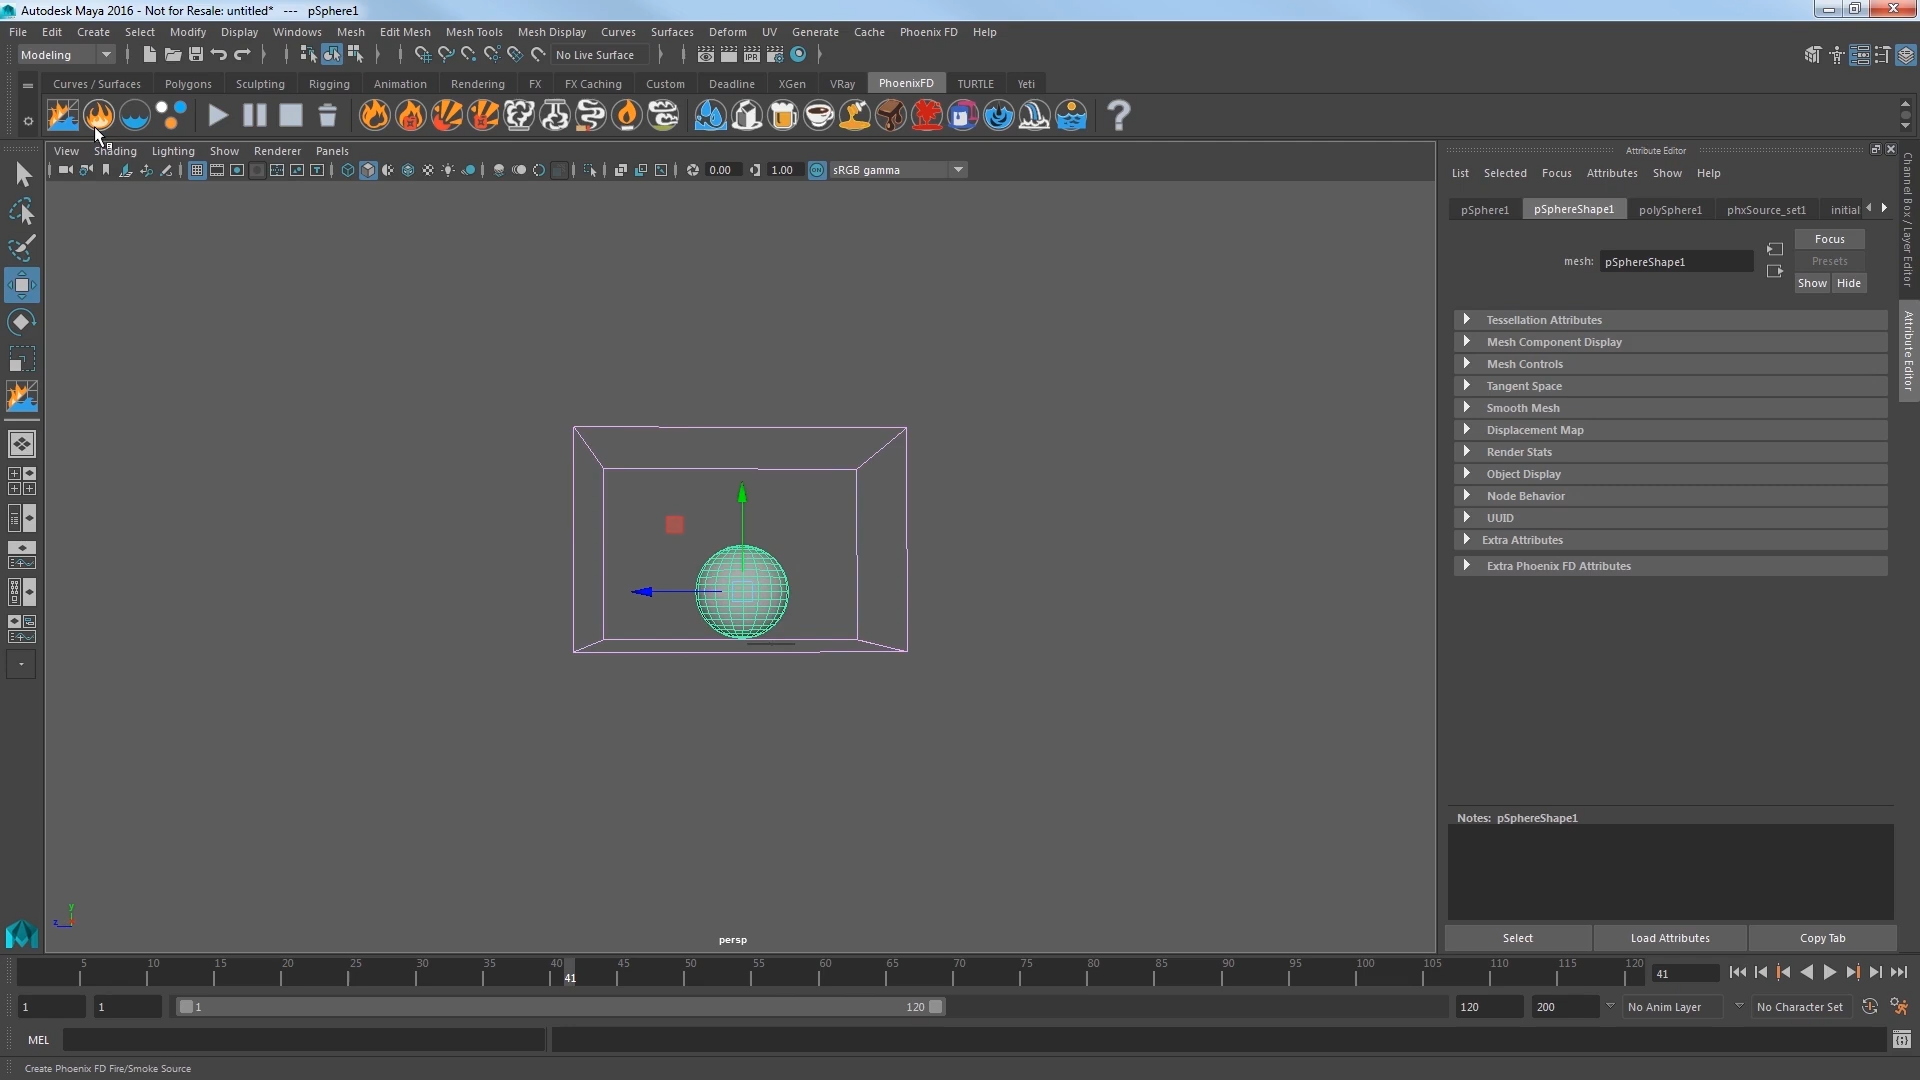 Autodesk Maya 2016 - Not for Resale: untitled*   ---   pSphere1
File Edit Create Select Modify Display Windows Mesh Edit Mesh Mesh Tools Mesh Display Curves Surfaces Deform UV Generate Cache Phoenix FD Help
Modeling No Live Surface
Curves / Surfaces Polygons Sculpting Rigging Animation Rendering FX FX Caching Custom Deadline XGen VRay PhoenixFD TURTLE Yeti
View Shading Lighting Show Renderer Panels
0.00 1.00 sRGB gamma
Attribute Editor
List Selected Focus Attributes Show Help
pSphere1 pSphereShape1 polySphere1 phxSource_set1 initial
mesh: pSphereShape1
Focus
Presets
Show Hide
Tessellation Attributes
Mesh Component Display
Mesh Controls
Tangent Space
Smooth Mesh
Displacement Map
Render Stats
Object Display
Node Behavior
UUID
Extra Attributes
Extra Phoenix FD Attributes
Notes: pSphereShape1
Select Load Attributes Copy Tab
Channel Box / Layer Editor
Attribute Editor
y
z
persp
5 10 15 20 25 30 35 40 45 50 55 60 65 70 75 80 85 90 95 100 105 110 115 120
41
41
1 1 1 120 120 200 No Anim Layer No Character Set
MEL
Create Phoenix FD Fire/Smoke Source